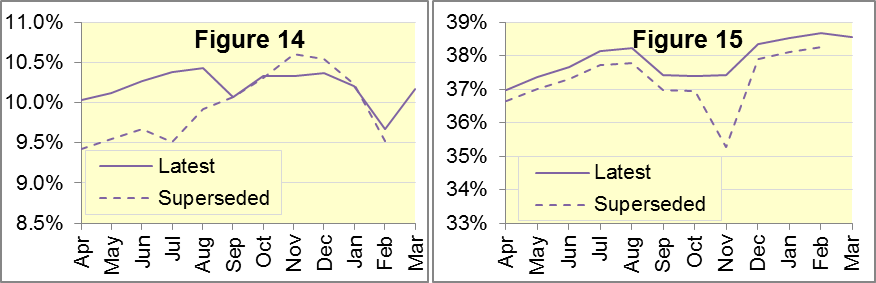 Figure 14
11.0%
10.5%
10.0%
9.5%
9.0%
8.5%
Latest
Superseded
Apr May Jun Jul Aug Sep Oct Nov Dec Jan Feb Mar
Figure 15
39%
38%
37%
36%
35%
34%
33%
Latest
Superseded
Apr May Jun Jul Aug Sep Oct Nov Dec Jan Feb Mar